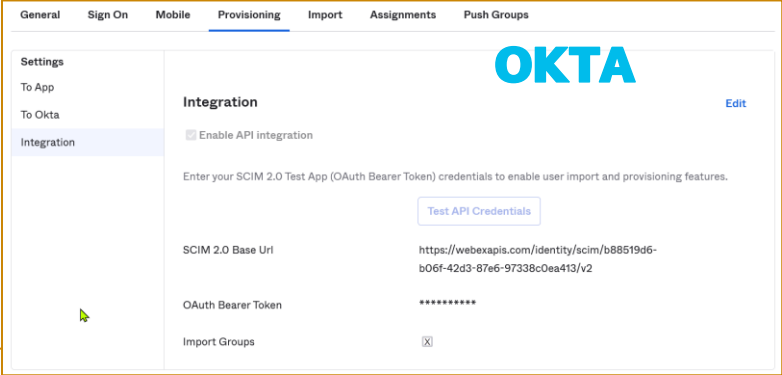 General Sign On Mobile Provisioning Import Assignments Push Groups
OKTA
Settings
To App
To Okta
Integration
Integration
Edit
Enable API integration
Enter your SCIM 2.0 Test App (OAuth Bearer Token) credentials to enable user import and provisioning features.
Test API Credentials
SCIM 2.0 Base Url
https://webexapis.com/identity/scim/b88519d6-
b06f-42d3-87e6-97338c0ea413/v2
OAuth Bearer Token
**********
Import Groups
X